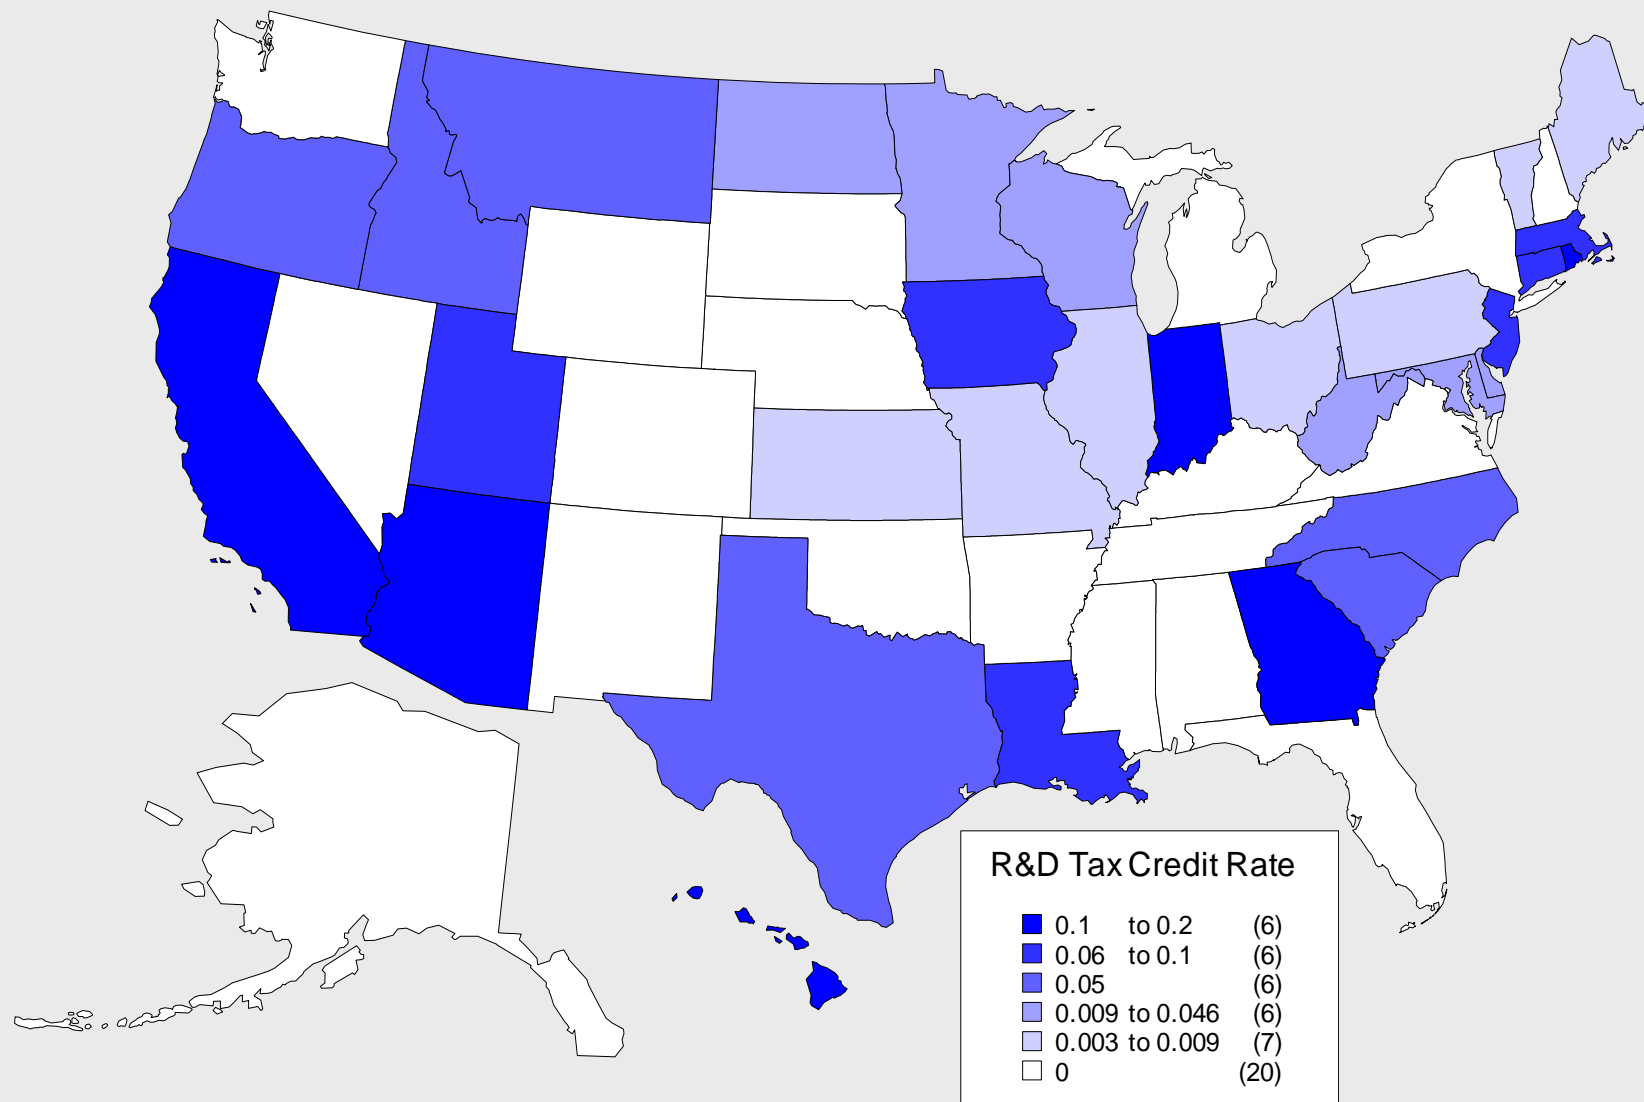 R&D Tax Credit Rate
0.1 to 0.2 (6)
0.06 to 0.1 (6)
0.05 (6)
0.009 to 0.046 (6)
0.003 to 0.009 (7)
0 (20)